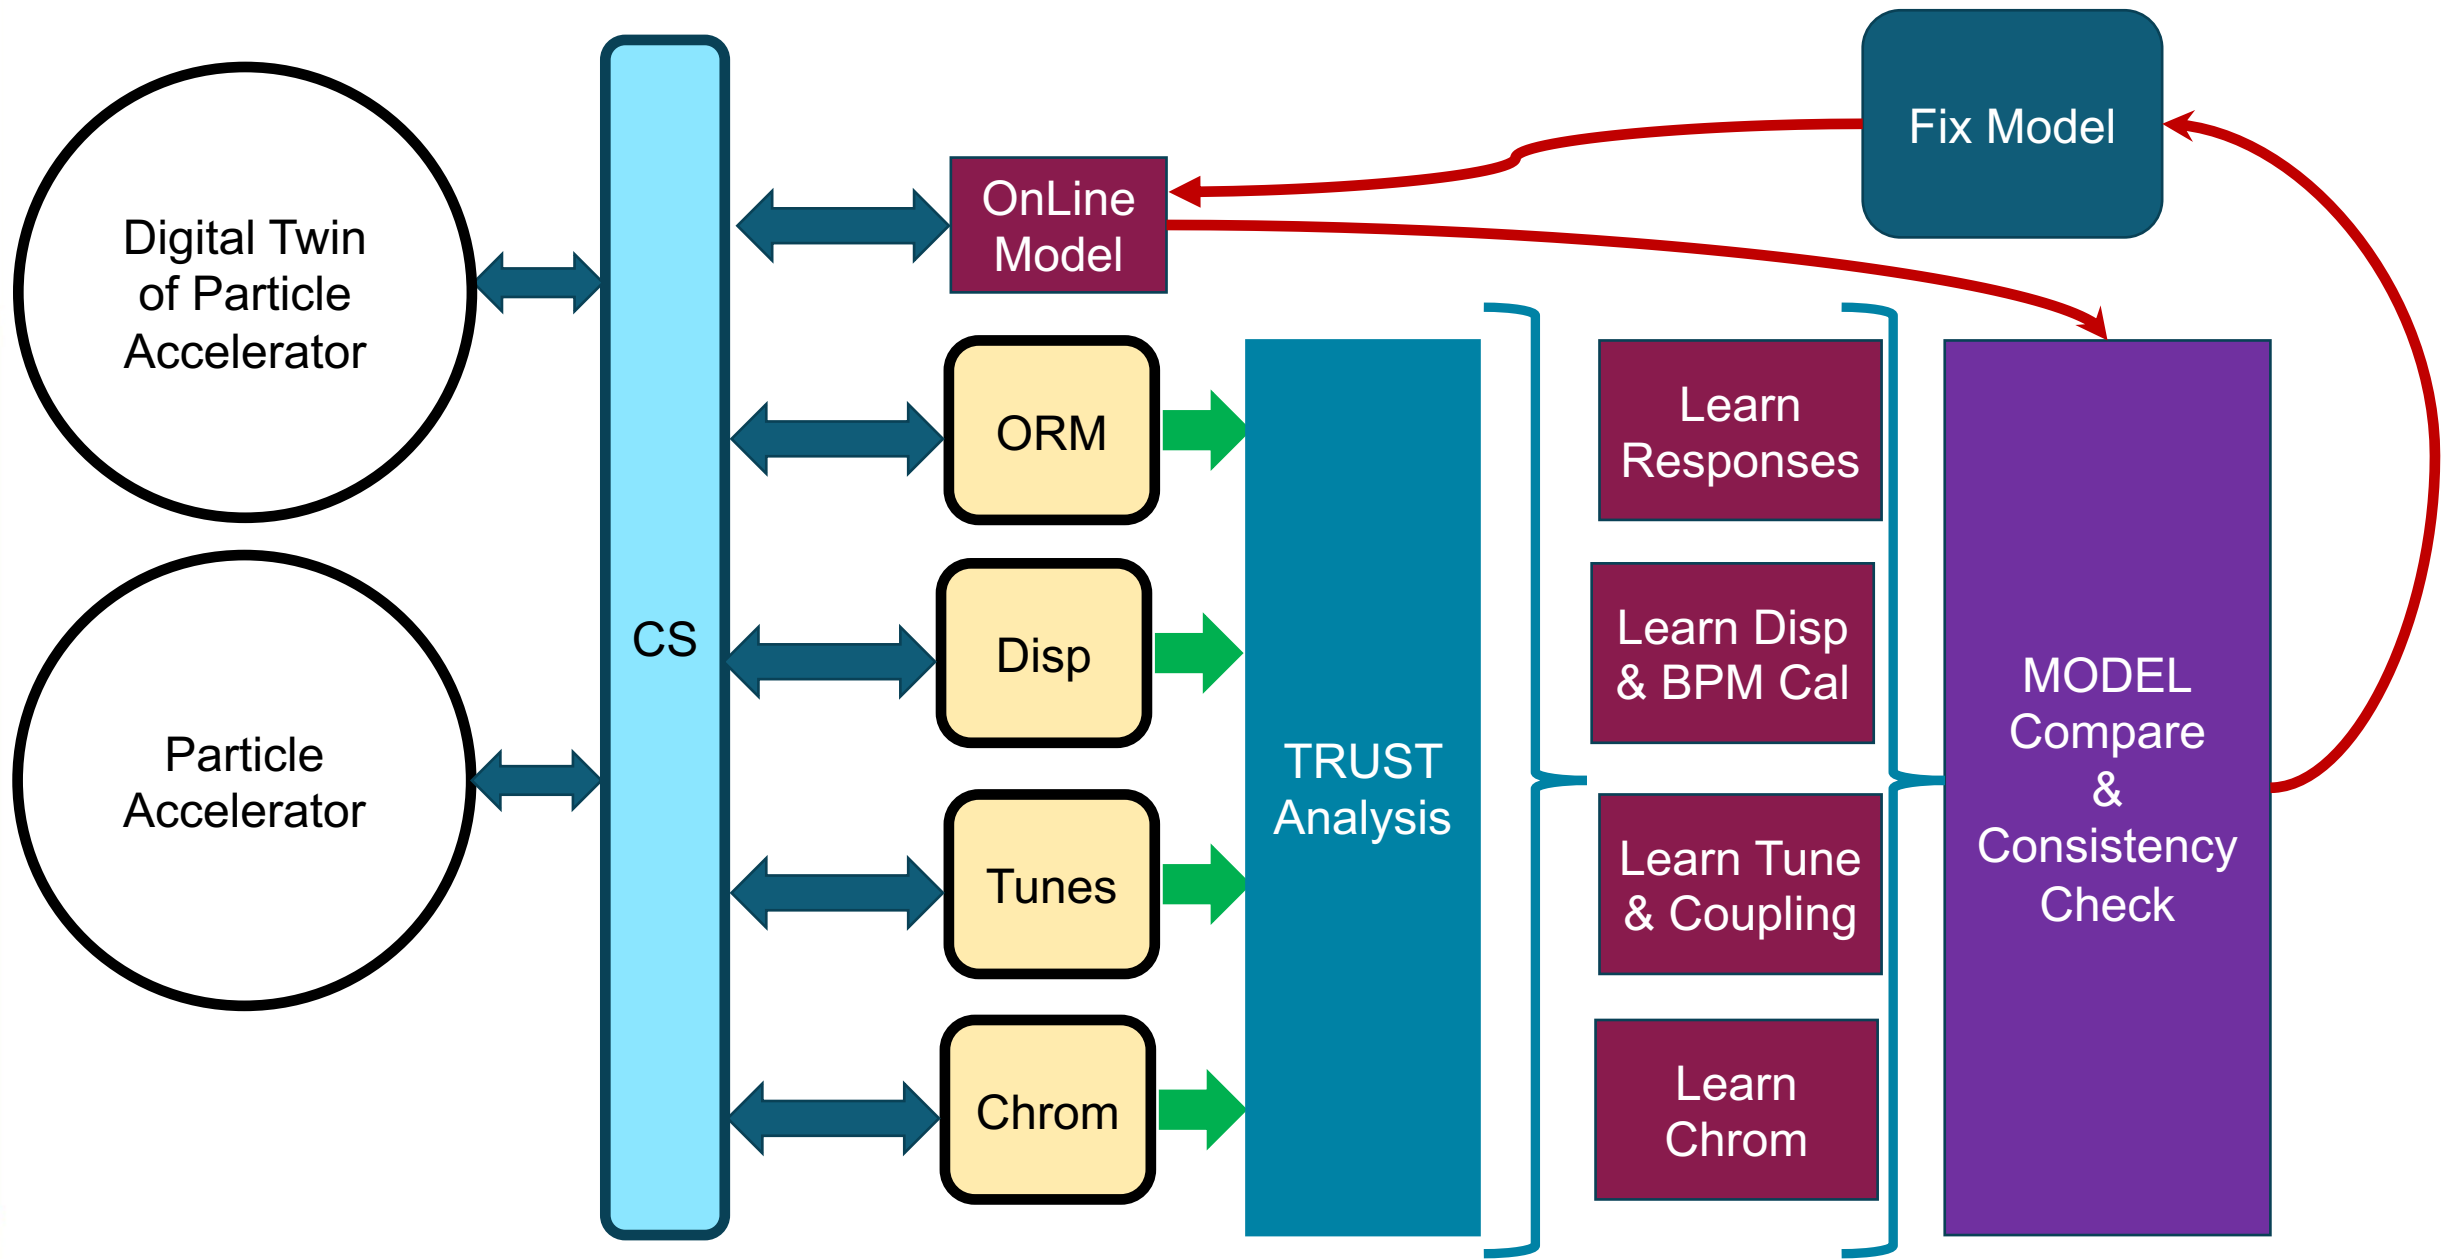 Digital Twin
of Particle
Accelerator
Particle
Accelerator
CS
OnLine
Model
ORM
Disp
Tunes
Chrom
TRUST
Analysis
Learn
Responses
Learn Disp
& BPM Cal
Learn Tune
& Coupling
Learn
Chrom
MODEL
Compare
&
Consistency
Check
Fix Model